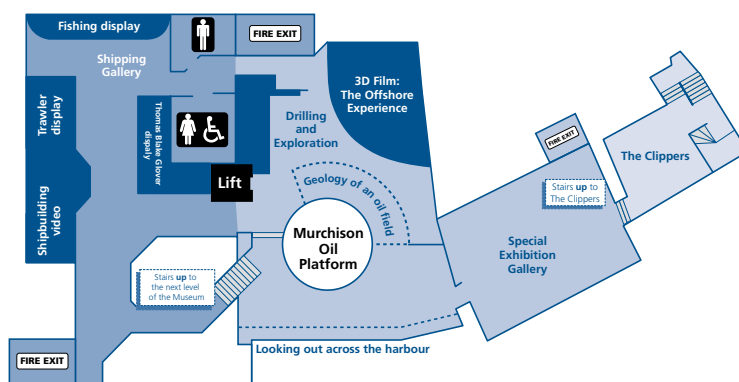 Fishing display
FIRE EXIT
Shipping
Gallery
3D Film:
The Offshore
Experience
Trawler
display
Thomas Blake Glover
dispaly
Drilling
and
Exploration
FIRE EXIT
The Clippers
Lift
Geology of an oil field
Stairs up to
The Clippers
Shipbuilding
video
Murchison
Oil
Platform
Special
Exhibition
Gallery
Stairs up to
the next level
of the Museum
Looking out across the harbour
FIRE EXIT